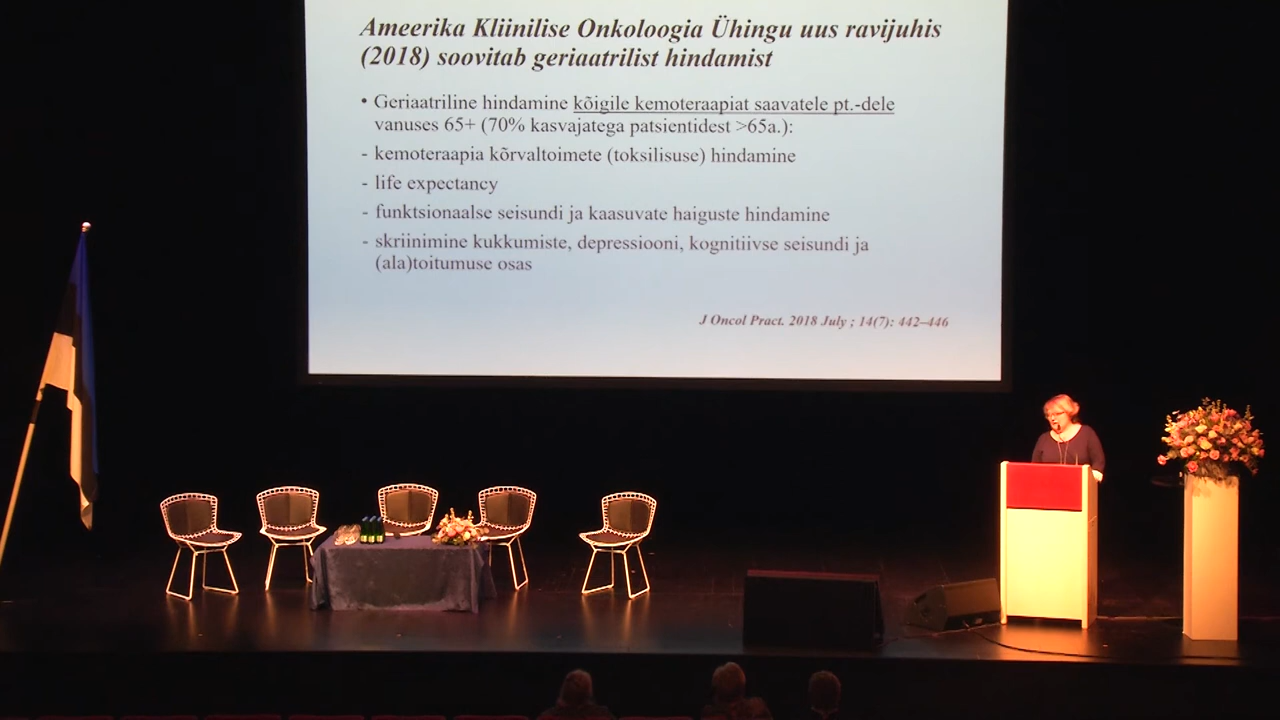 Ameerika Kliinilise Onkoloogia Ühingu uus ravijuhis
(2018) soovitab geriaatrilist hindamist
• Geriaatriline hindamine kõigile kemoteraapiat saavatele pt.-dele
vanuses 65+ (70% kasvajatega patsientidest >65a.):
- kemoteraapia kõrvaltoimete (toksilisuse) hindamine
- life expectancy
- funktsionaalse seisundi ja kaasuvate haiguste hindamine
- skriinimine kukkumiste, depressiooni, kognitiivse seisundi ja
(ala)toitumuse osas
J Oncol Pract. 2018 July ; 14(7): 442–446